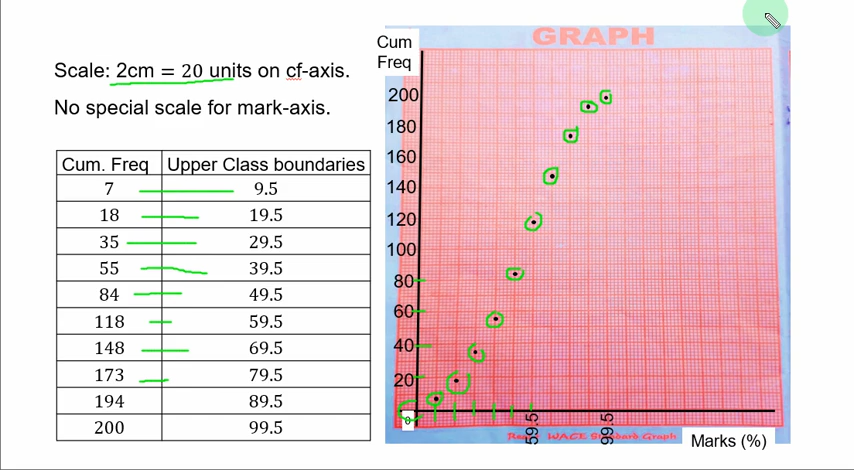 Scale: 2cm = 20 units on cf-axis.
No special scale for mark-axis.
Cum. Freq Upper Class boundaries
7 9.5
18 19.5
35 29.5
55 39.5
84 49.5
118 59.5
148 69.5
173 79.5
194 89.5
200 99.5
GRAPH
Cum
Freq
200
180
160
140
120
100
80
60
40
20
0
59.5
99.5
WACE Standard Graph
Marks (%)